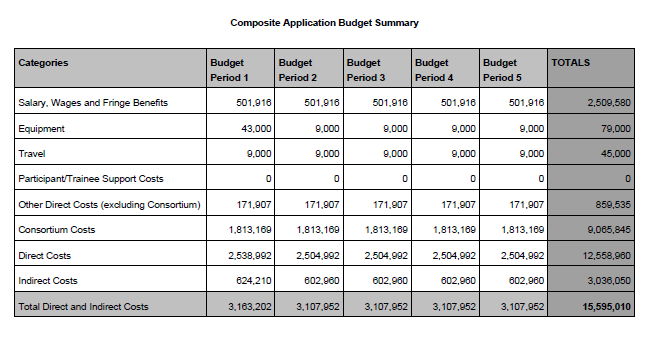 Composite Application Budget Summary
Categories Budget Period 1 Budget Period 2 Budget Period 3 Budget Period 4 Budget Period 5 TOTALS
Salary, Wages and Fringe Benefits 501,916 501,916 501,916 501,916 501,916 2,509,580
Equipment 43,000 9,000 9,000 9,000 9,000 79,000
Travel 9,000 9,000 9,000 9,000 9,000 45,000
Participant/Trainee Support Costs 0 0 0 0 0 0
Other Direct Costs (excluding Consortium) 171,907 171,907 171,907 171,907 171,907 859,535
Consortium Costs 1,813,169 1,813,169 1,813,169 1,813,169 1,813,169 9,065,845
Direct Costs 2,538,992 2,504,992 2,504,992 2,504,992 2,504,992 12,558,960
Indirect Costs 624,210 602,960 602,960 602,960 602,960 3,036,050
Total Direct and Indirect Costs 3,163,202 3,107,952 3,107,952 3,107,952 3,107,952 15,595,010